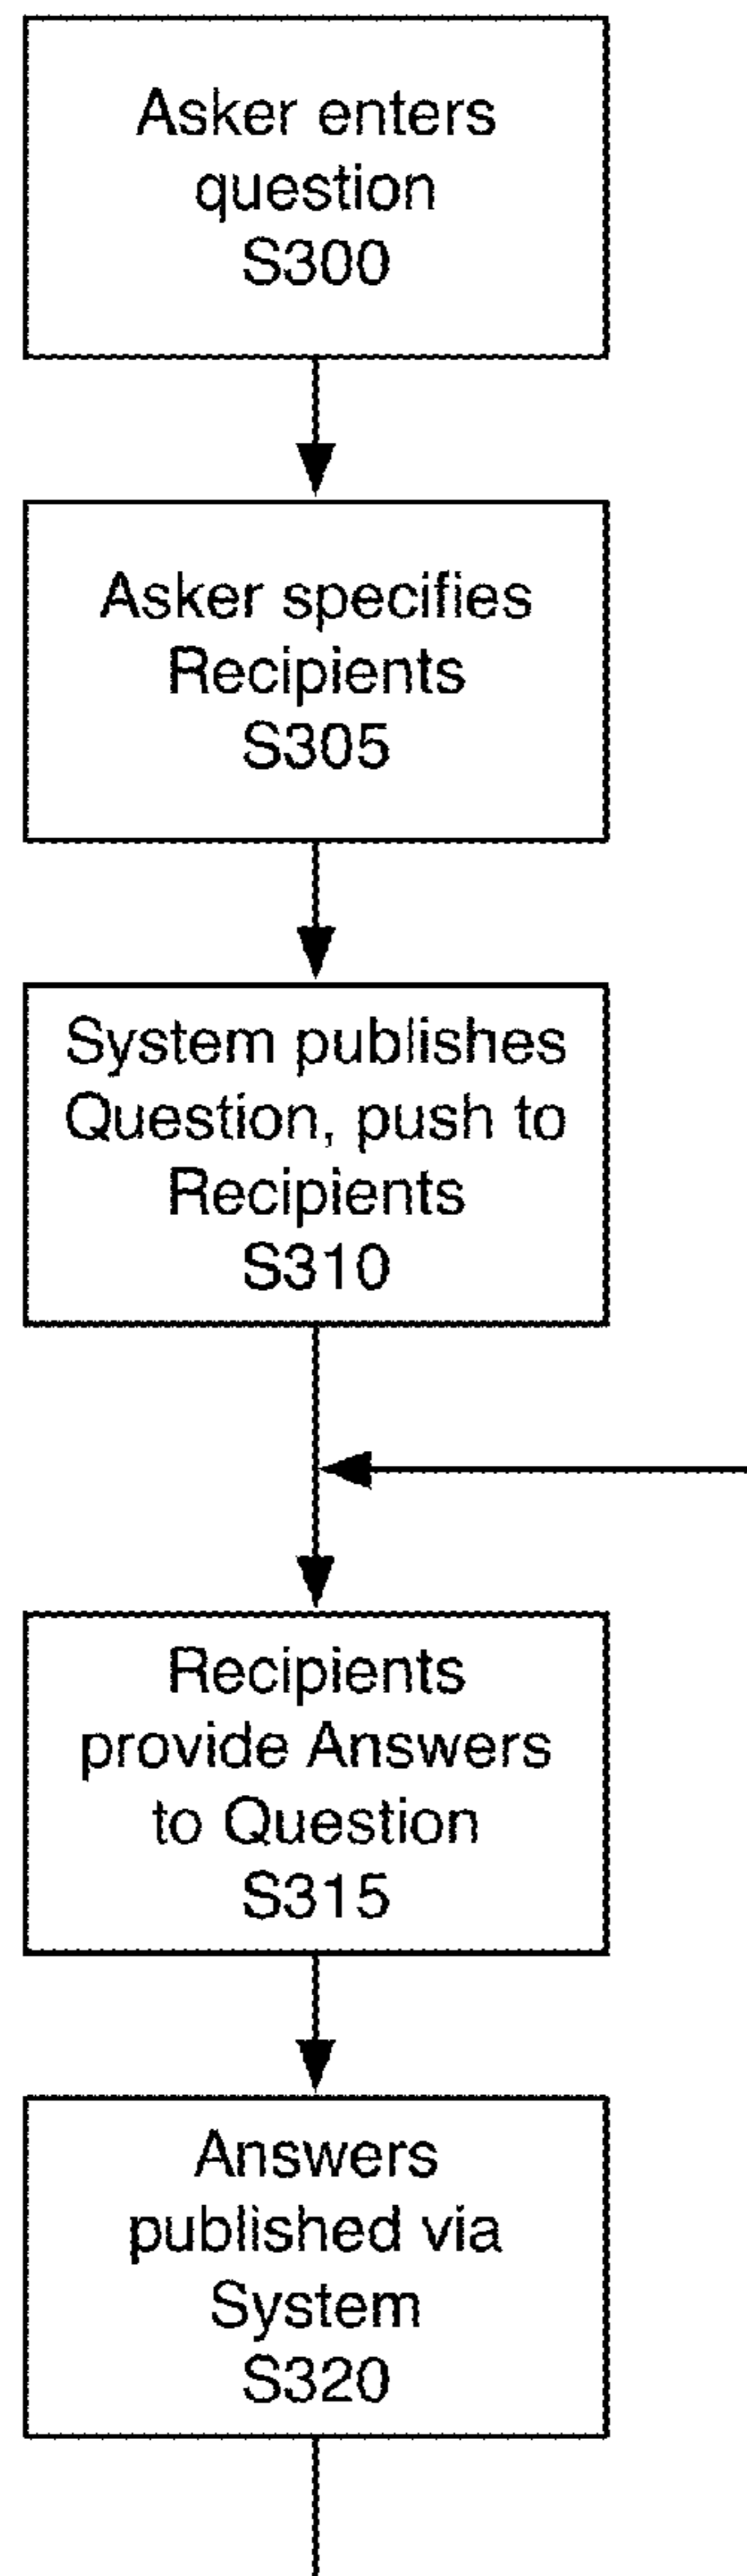 Asker enters
question
S300
Asker specifies
Recipients
S305
System publishes
Question, push to
Recipients
S310
Recipients
provide Answers
to Question
S315
Answers
published via
System
S320